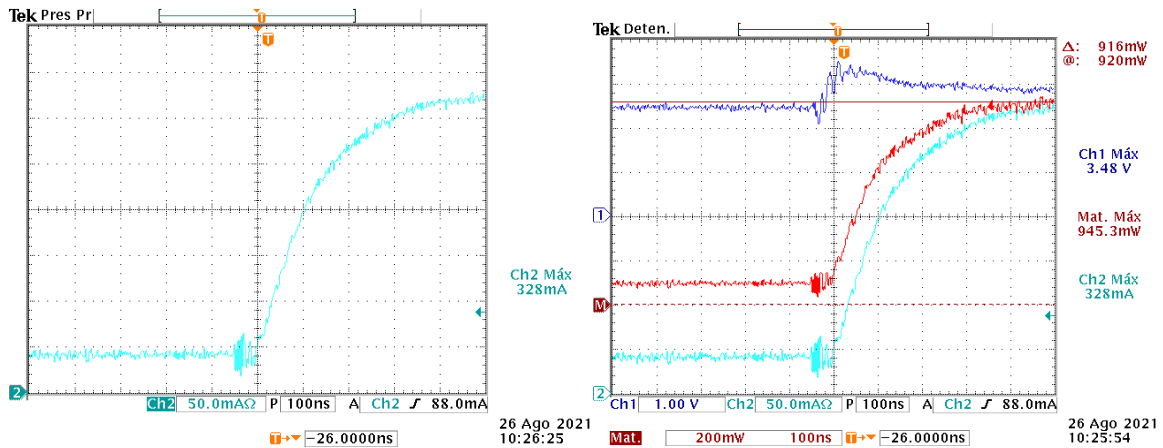 Tek Pres Pr
T
T
Ch2 Máx
328mA
2
Ch2 50.0mAΩ P 100ns A Ch2 ʃ 88.0mA
T→▼ −26.0000ns
26 Ago 2021
10:26:25
Tek Deten.
T
T
Δ: 916mW
@: 920mW
Ch1 Máx
3.48 V
1
Mat. Máx
945.3mW
M
Ch2 Máx
328mA
2
Ch1 1.00 V Ch2 50.0mAΩ P 100ns A Ch2 ʃ 88.0mA
Mat. 200mW 100ns T→▼ −26.0000ns
26 Ago 2021
10:25:54